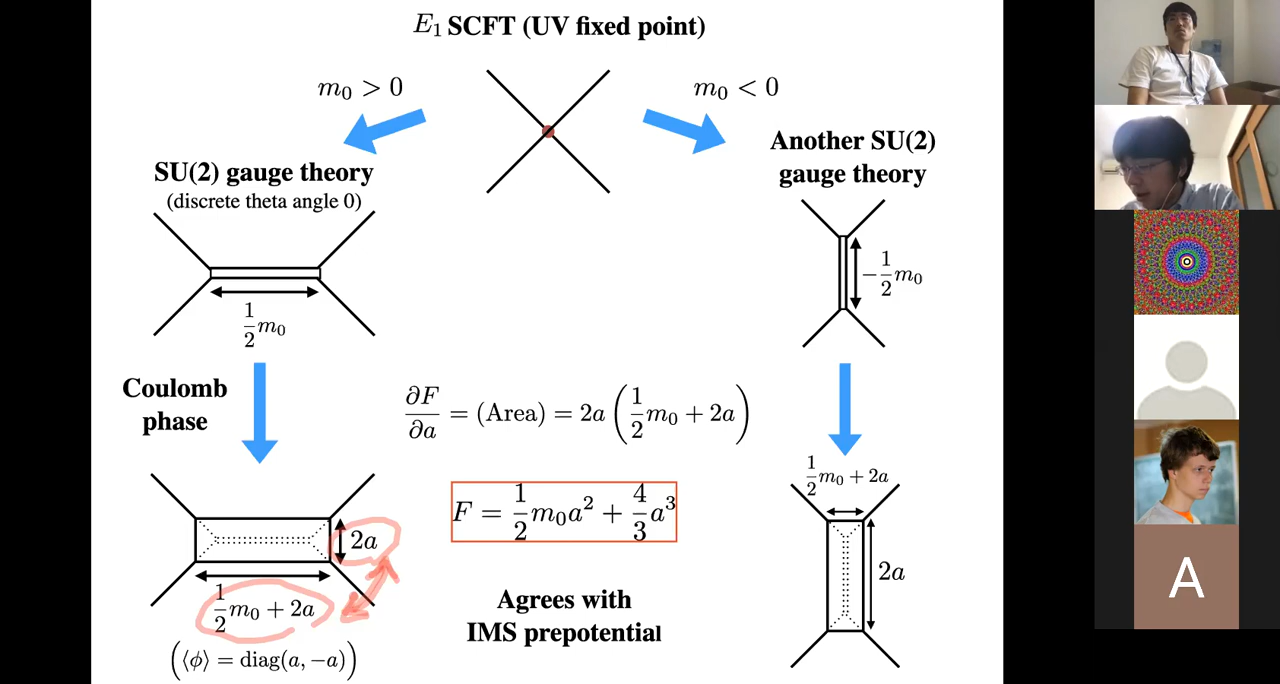 E₁ SCFT (UV fixed point)
m₀ > 0
m₀ < 0
SU(2) gauge theory
(discrete theta angle 0)
Another SU(2)
gauge theory
1/2 m₀
−1/2 m₀
Coulomb
phase
∂F/∂a = (Area) = 2a (1/2 m₀ + 2a)
F = 1/2 m₀a² + 4/3 a³
Agrees with
IMS prepotential
2a
1/2 m₀ + 2a
(⟨ϕ⟩ = diag(a, −a))
1/2 m₀ + 2a
2a
A